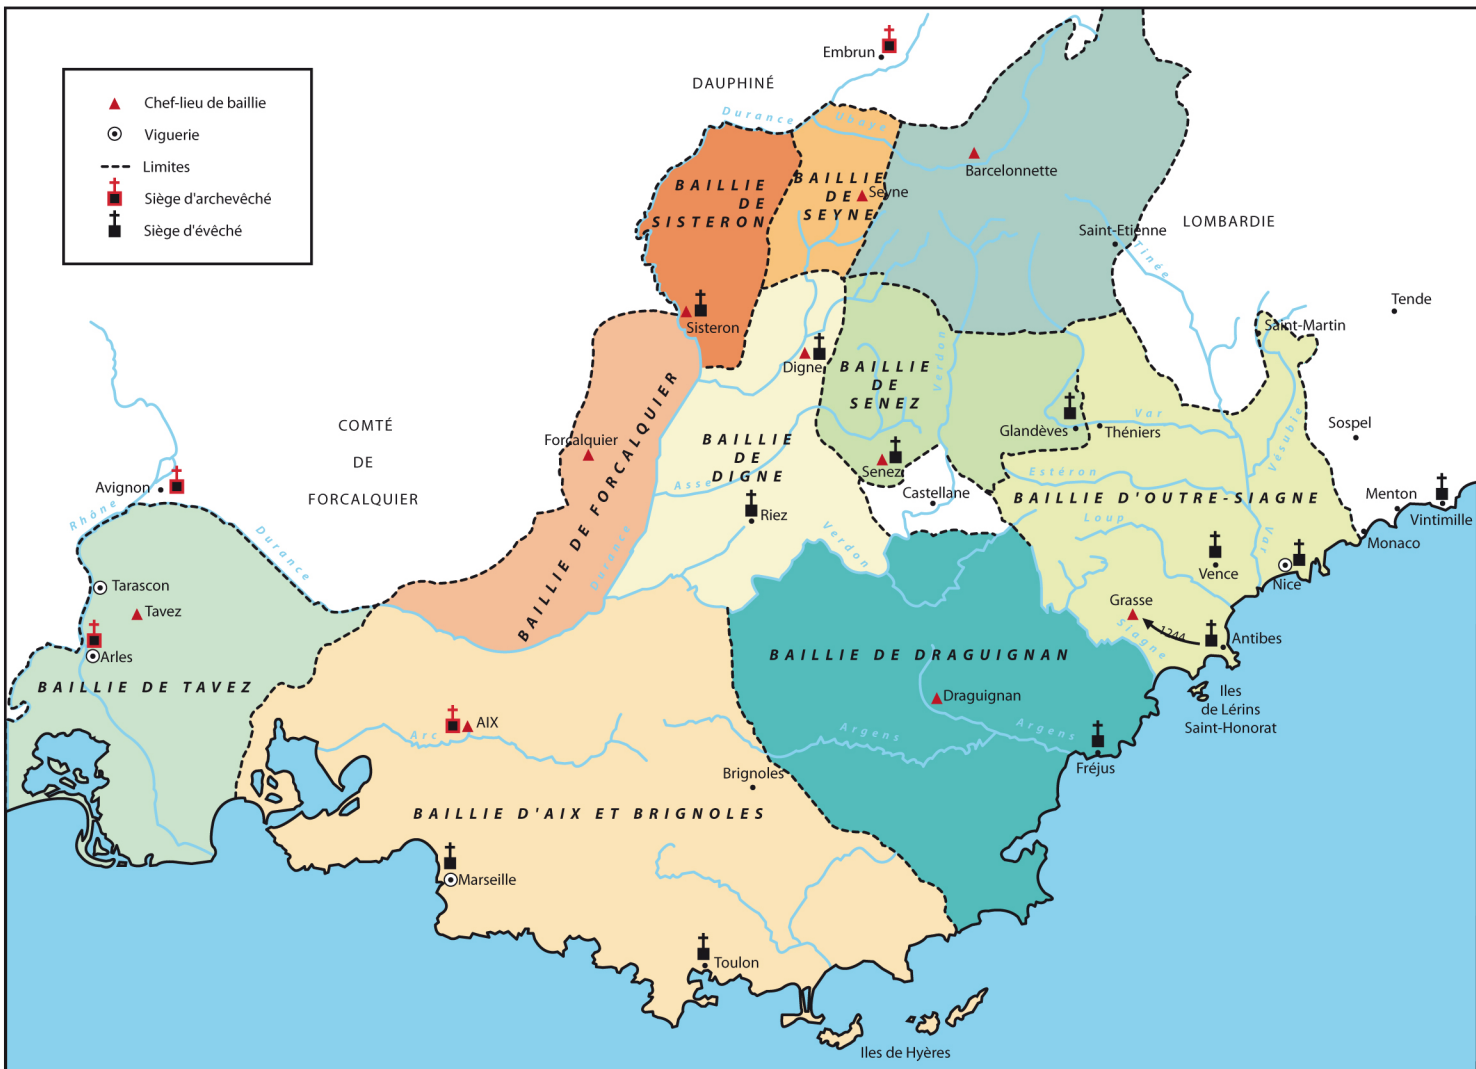 Chef-lieu de baillie
Viguerie
Limites
Siège d'archevêché
Siège d'évêché
Embrun
DAUPHINÉ
Durance
Ubaye
Barcelonnette
BAILLIE
DE
SISTERON
BAILLIE
DE
SEYNE
Seyne
Saint-Etienne
LOMBARDIE
Tinée
Tende
Sisteron
Saint-Martin
Digne
Verdon
BAILLIE
DE
SENEZ
COMTÉ
DE
FORCALQUIER
Forcalquier
BAILLIE DE FORCALQUIER
BAILLIE
DE
DIGNE
Asse
Senez
Glandèves
Théniers
Var
Vésuble
Sospel
Avignon
Rhône
Durance
Durance
Riez
Castellane
Estéron
BAILLIE D'OUTRE-SIAGNE
Menton
Vintimille
Loup
Var
Monaco
Verdon
Tarascon
Tavez
Vence
Nice
Grasse
1244
Siagne
Antibes
Arles
BAILLIE DE TAVEZ
BAILLIE DE DRAGUIGNAN
Iles
de Lérins
Saint-Honorat
Draguignan
AIX
Arc
Argens
Argens
Fréjus
Brignoles
BAILLIE D'AIX ET BRIGNOLES
Marseille
Toulon
Iles de Hyères